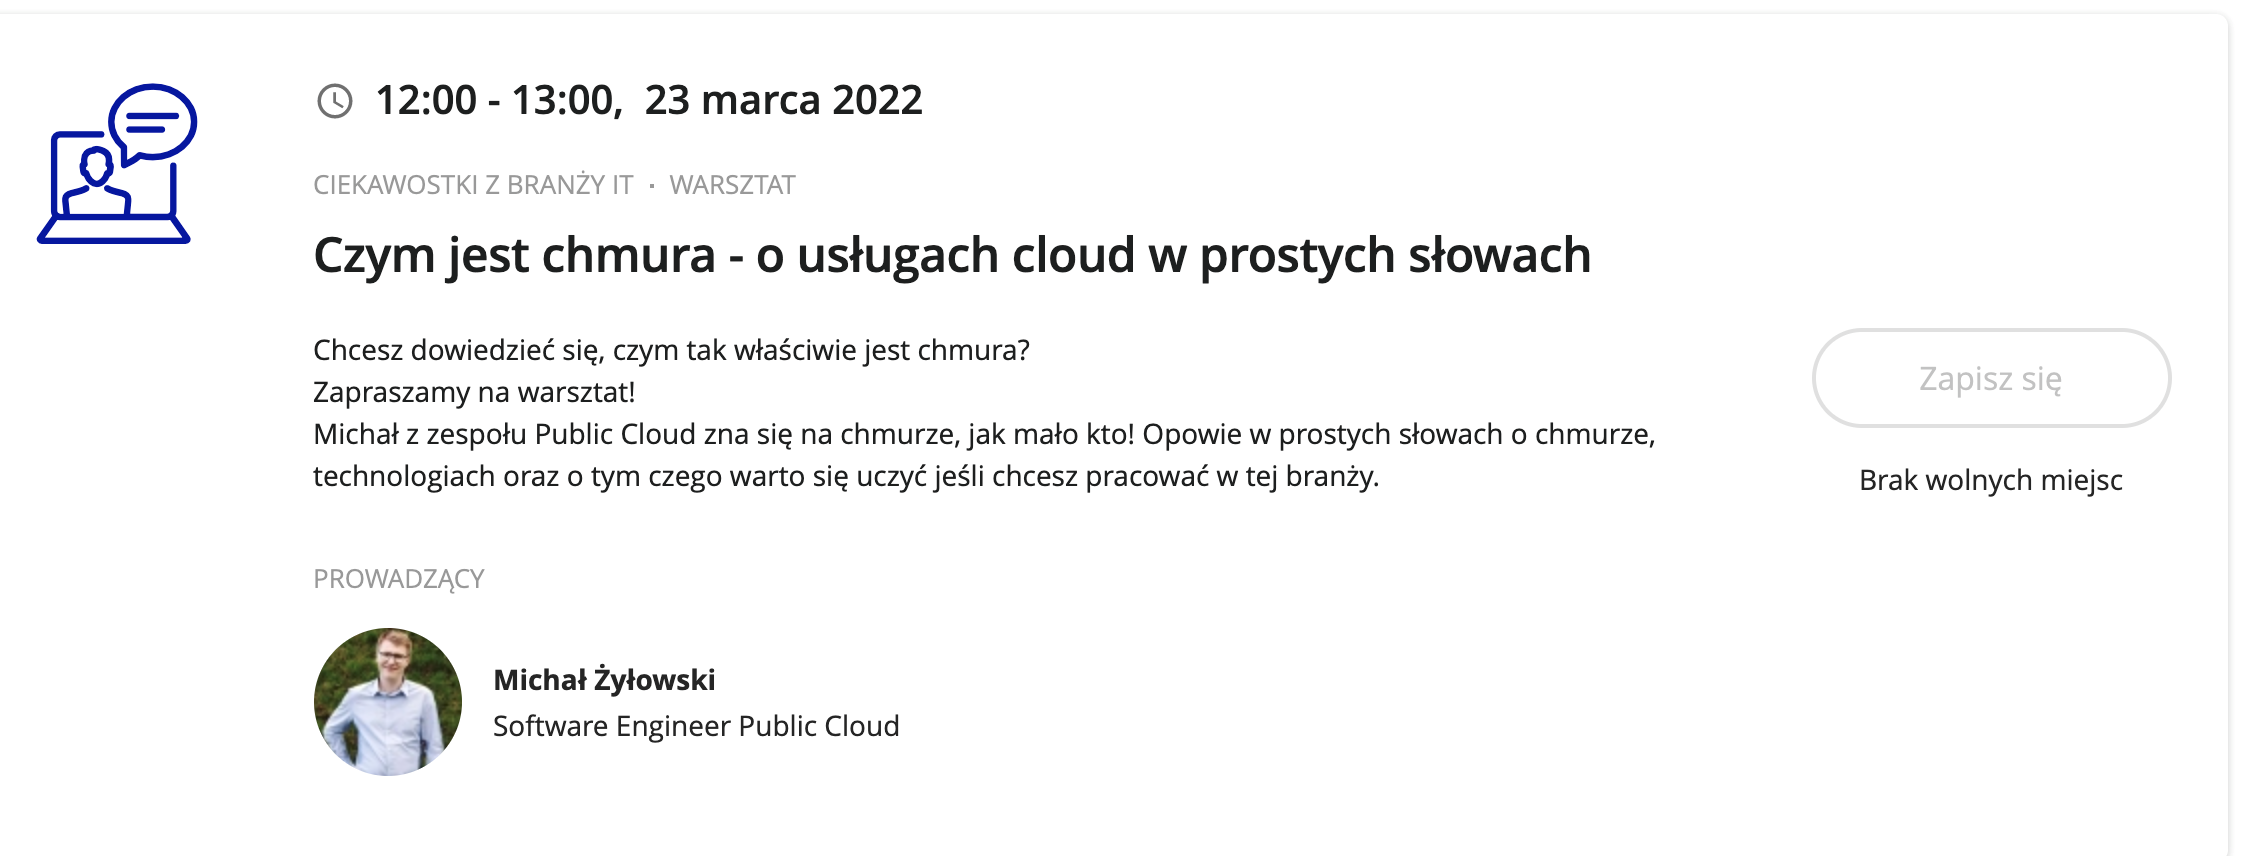 12:00 - 13:00, 23 marca 2022
CIEKAWOSTKI Z BRANŻY IT · WARSZTAT
Czym jest chmura - o usługach cloud w prostych słowach
Chcesz dowiedzieć się, czym tak właściwie jest chmura?
Zapraszamy na warsztat!
Michał z zespołu Public Cloud zna się na chmurze, jak mało kto! Opowie w prostych słowach o chmurze,
technologiach oraz o tym czego warto się uczyć jeśli chcesz pracować w tej branży.
Zapisz się
Brak wolnych miejsc
PROWADZĄCY
Michał Żyłowski
Software Engineer Public Cloud